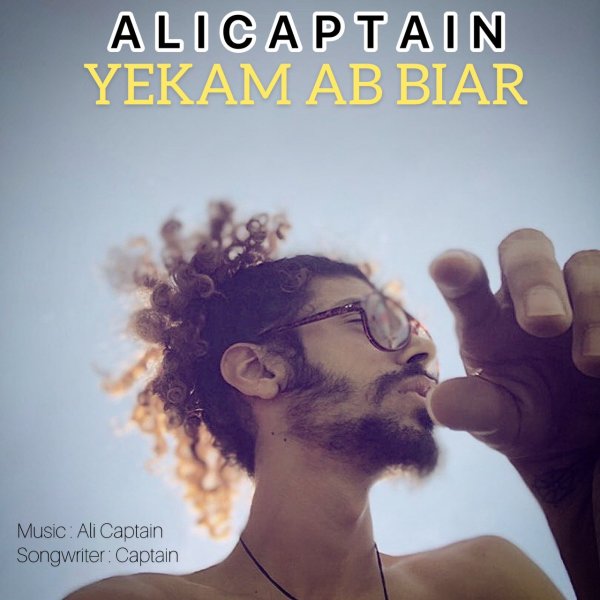 ALICAPTAIN
YEKAM AB BIAR
Music : Ali Captain
Songwriter : Captain